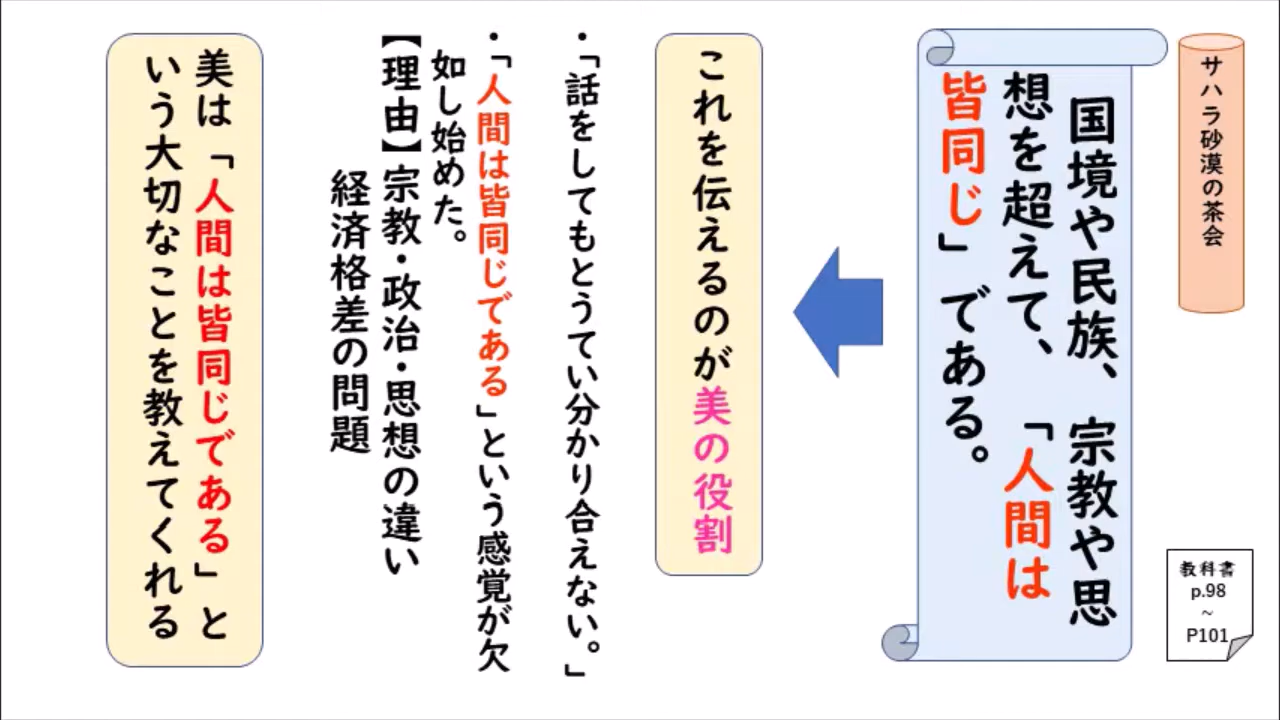 サハラ砂漠の茶会
教科書
p.98
~
P101
国境や民族、宗教や思
想を超えて、「人間は
皆同じ」である。
これを伝えるのが美の役割
・「話をしてもとうてい分かり合えない。」
・「人間は皆同じである」という感覚が欠
如し始めた。
【理由】宗教・政治・思想の違い
経済格差の問題
美は「人間は皆同じである」と
いう大切なことを教えてくれる